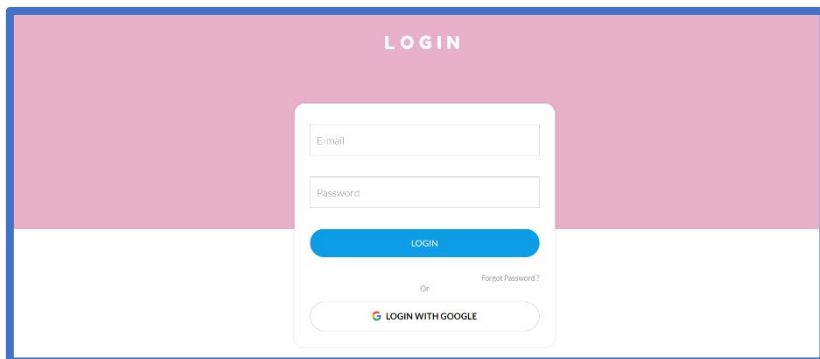 LOGIN
E-mail
Password
LOGIN
Forgot Password?
Or
LOGIN WITH GOOGLE